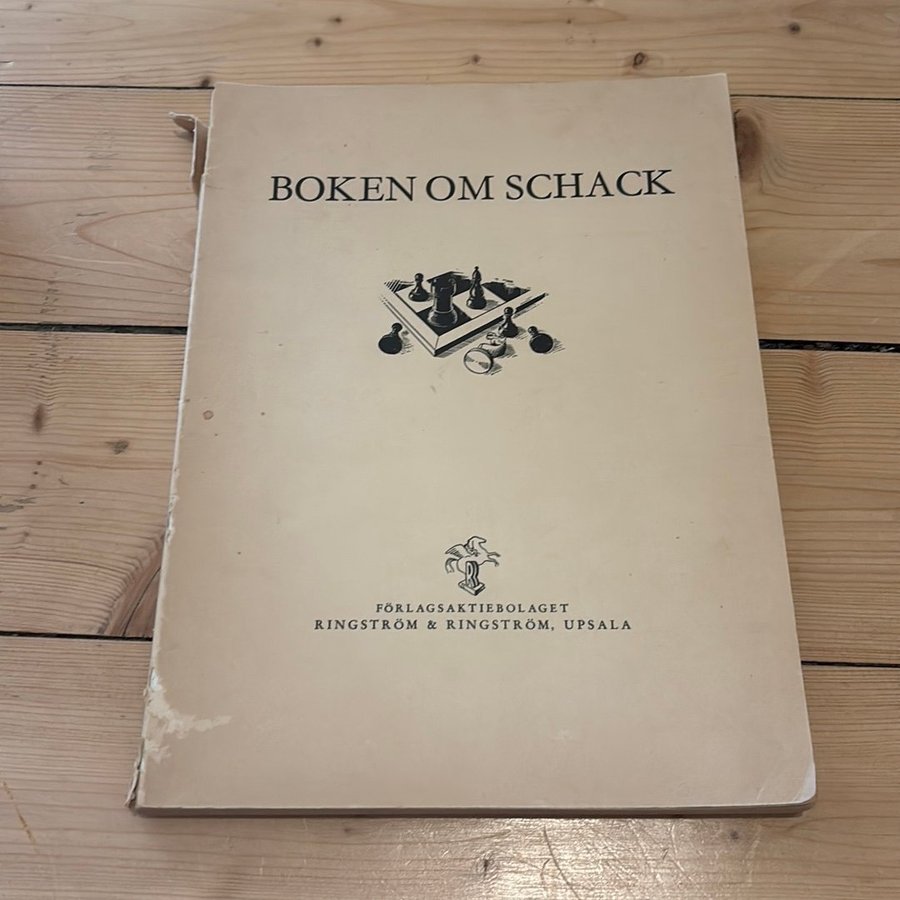 BOKEN OM SCHACK
FÖRLAGSAKTIEBOLAGET
RINGSTRÖM & RINGSTRÖM, UPSALA